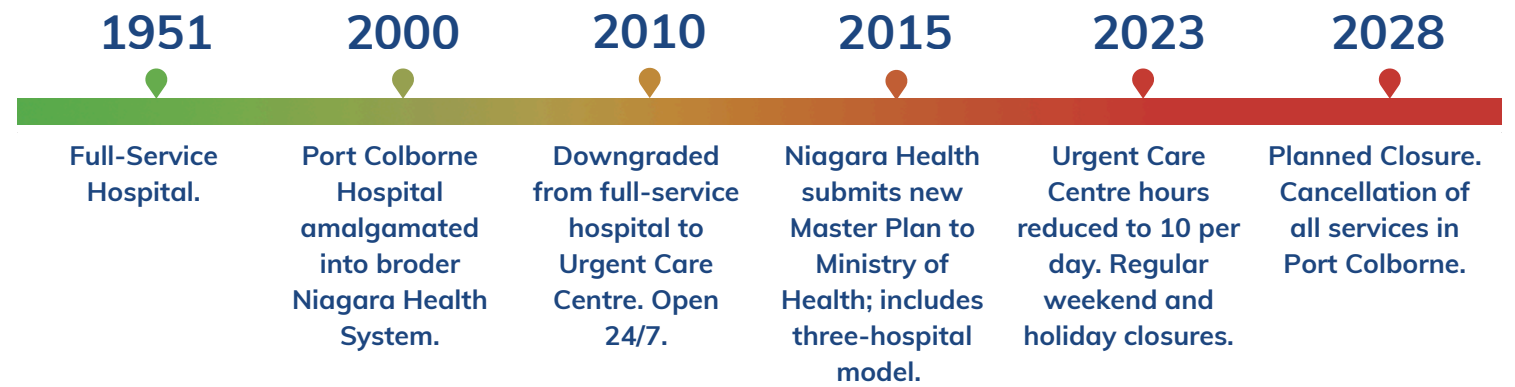 1951
Full-Service
Hospital.
2000
Port Colborne
Hospital
amalgamated
into broder
Niagara Health
System.
2010
Downgraded
from full-service
hospital to
Urgent Care
Centre. Open
24/7.
2015
Niagara Health
submits new
Master Plan to
Ministry of
Health; includes
three-hospital
model.
2023
Urgent Care
Centre hours
reduced to 10 per
day. Regular
weekend and
holiday closures.
2028
Planned Closure.
Cancellation of
all services in
Port Colborne.